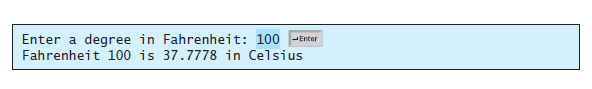 Enter a degree in Fahrenheit: 100 ↵Enter
Fahrenheit 100 is 37.7778 in Celsius